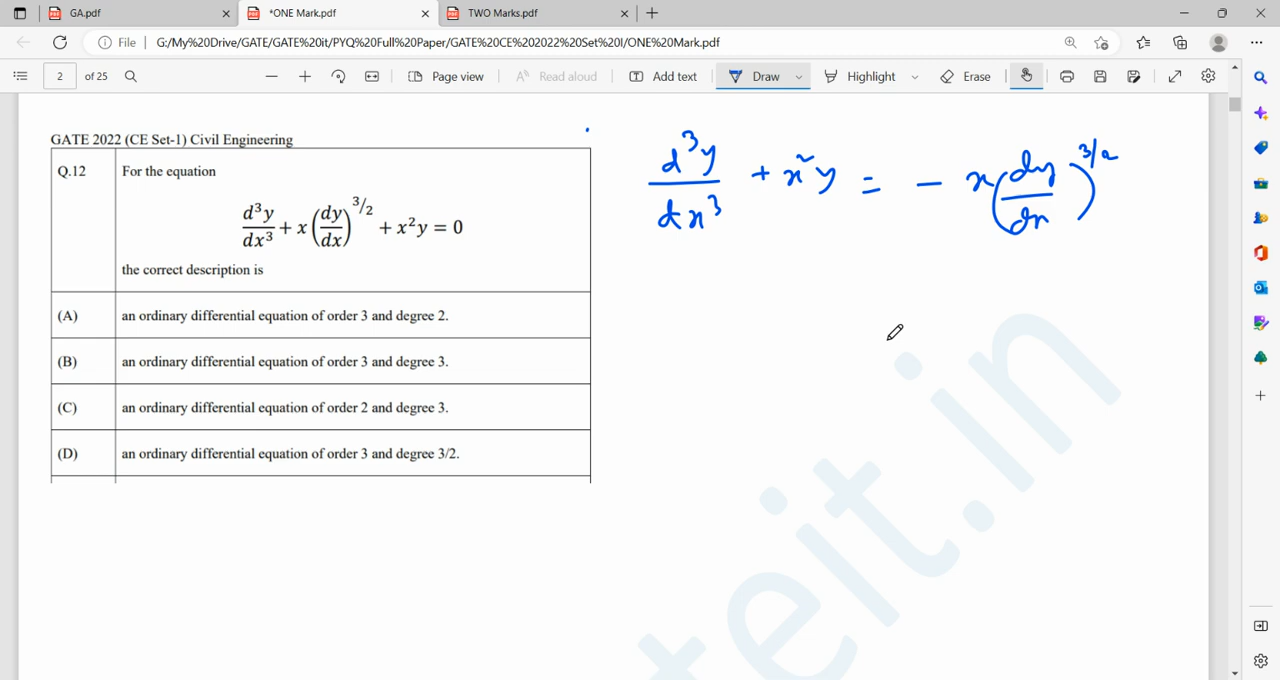 GA.pdf
*ONE Mark.pdf
TWO Marks.pdf
File G:/My%20Drive/GATE/GATE%20it/PYQ%20Full%20Paper/GATE%20CE%202022%20Set%20I/ONE%20Mark.pdf
2 of 25 Page view Read aloud Add text Draw Highlight Erase
GATE 2022 (CE Set-1) Civil Engineering
Q.12 For the equation
d³y/dx³ + x(dy/dx)^3/2 + x²y = 0
the correct description is
(A) an ordinary differential equation of order 3 and degree 2.
(B) an ordinary differential equation of order 3 and degree 3.
(C) an ordinary differential equation of order 2 and degree 3.
(D) an ordinary differential equation of order 3 and degree 3/2.
d³y/dx³ + x²y = - x(dy/dx)^3/2
eit.in